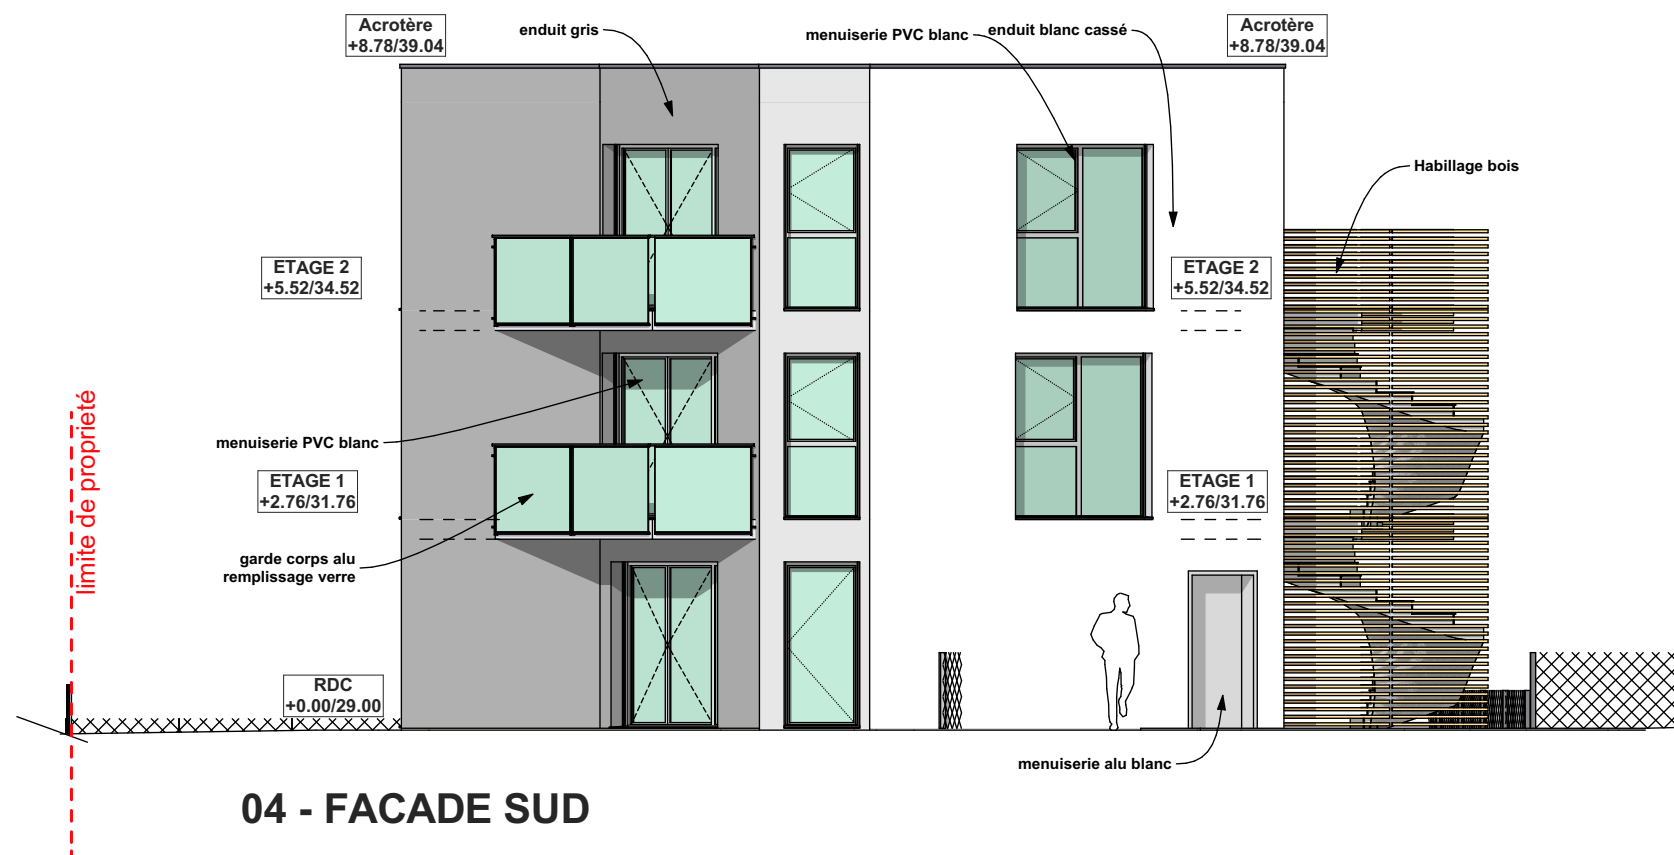 Acrotère
+8.78/39.04
enduit gris
menuiserie PVC blanc
enduit blanc cassé
Acrotère
+8.78/39.04
Habillage bois
ETAGE 2
+5.52/34.52
ETAGE 2
+5.52/34.52
limite de proprieté
menuiserie PVC blanc
ETAGE 1
+2.76/31.76
ETAGE 1
+2.76/31.76
garde corps alu
remplissage verre
RDC
+0.00/29.00
menuiserie alu blanc
04 - FACADE SUD